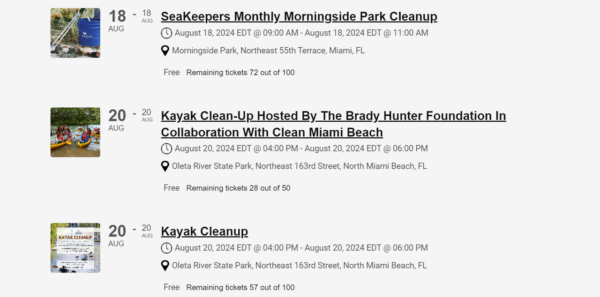 18 - 18
AUG AUG
SeaKeepers Monthly Morningside Park Cleanup
August 18, 2024 EDT @ 09:00 AM - August 18, 2024 EDT @ 11:00 AM
Morningside Park, Northeast 55th Terrace, Miami, FL
Free Remaining tickets 72 out of 100
20 - 20
AUG AUG
Kayak Clean-Up Hosted By The Brady Hunter Foundation In
Collaboration With Clean Miami Beach
August 20, 2024 EDT @ 04:00 PM - August 20, 2024 EDT @ 06:00 PM
Oleta River State Park, Northeast 163rd Street, North Miami Beach, FL
Free Remaining tickets 28 out of 50
KAYAK CLEANUP
20 - 20
AUG AUG
Kayak Cleanup
August 20, 2024 EDT @ 04:00 PM - August 20, 2024 EDT @ 06:00 PM
Oleta River State Park, Northeast 163rd Street, North Miami Beach, FL
Free Remaining tickets 57 out of 100